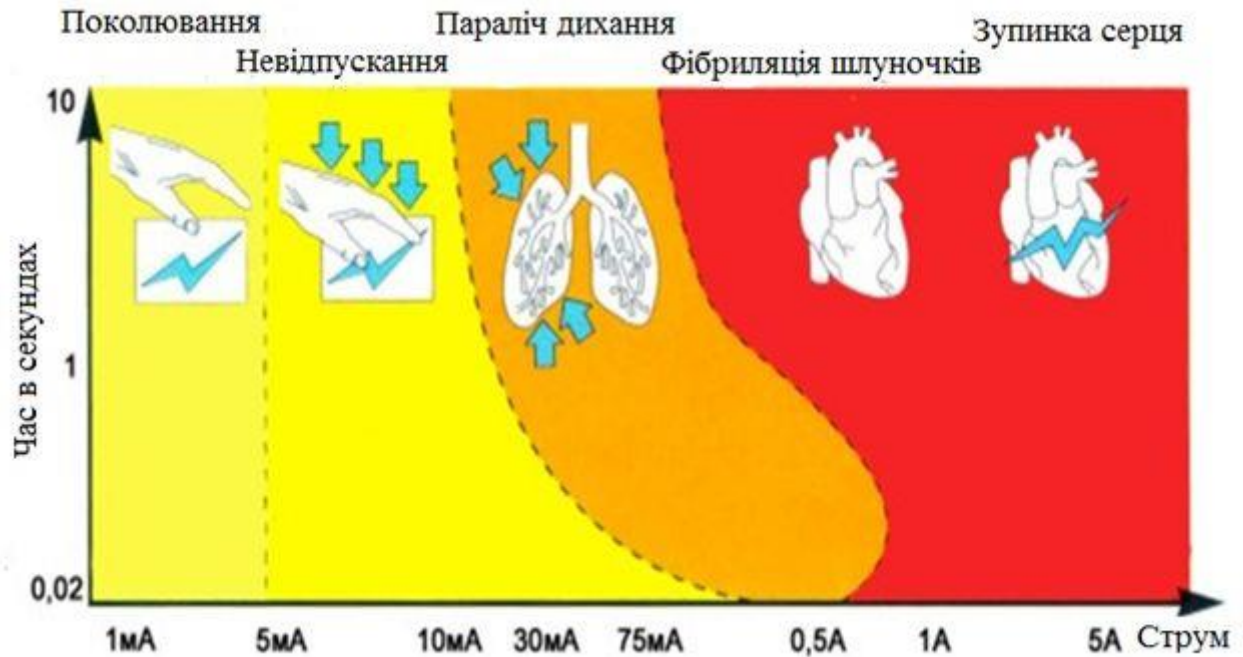 Поколювання
Невідпускання
Параліч дихання
Фібриляція шлуночків
Зупинка серця
Час в секундах
10
1
0,02
1мА
5мА
10мА
30мА
75мА
0,5А
1А
5А
Струм